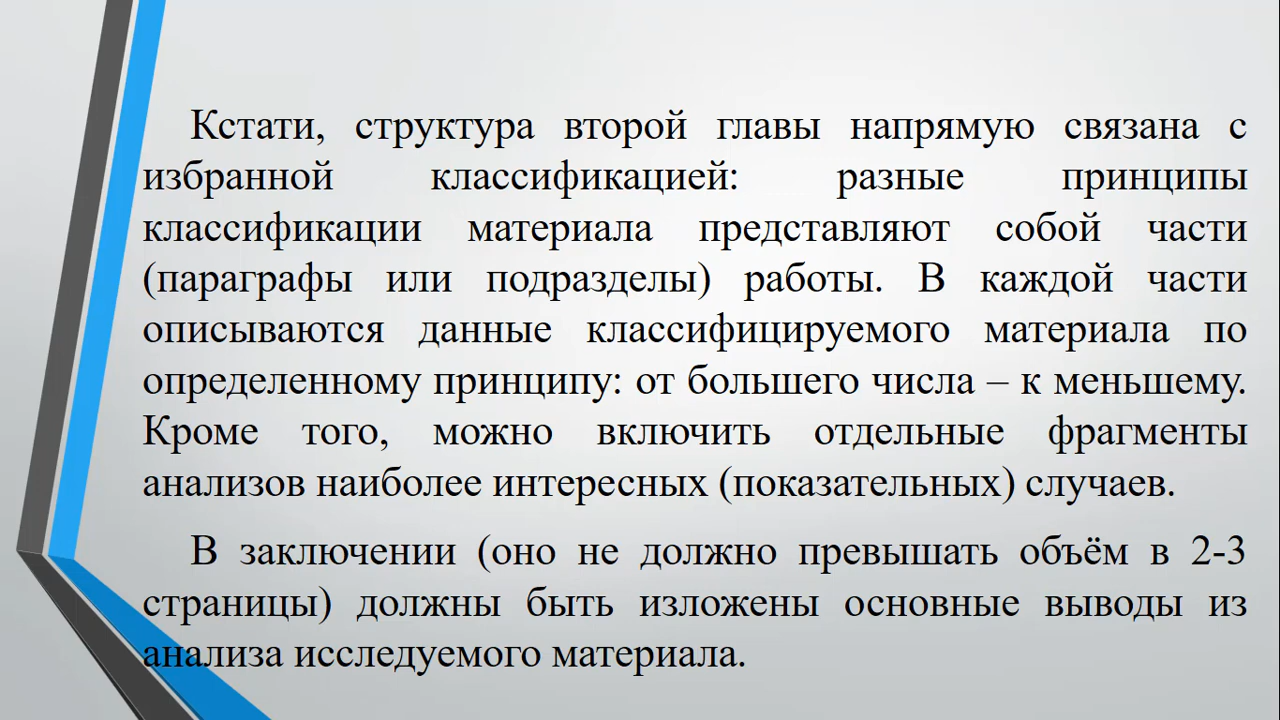 Кстати, структура второй главы напрямую связана с
избранной классификацией: разные принципы
классификации материала представляют собой части
(параграфы или подразделы) работы. В каждой части
описываются данные классифицируемого материала по
определенному принципу: от большего числа – к меньшему.
Кроме того, можно включить отдельные фрагменты
анализов наиболее интересных (показательных) случаев.
В заключении (оно не должно превышать объём в 2-3
страницы) должны быть изложены основные выводы из
анализа исследуемого материала.